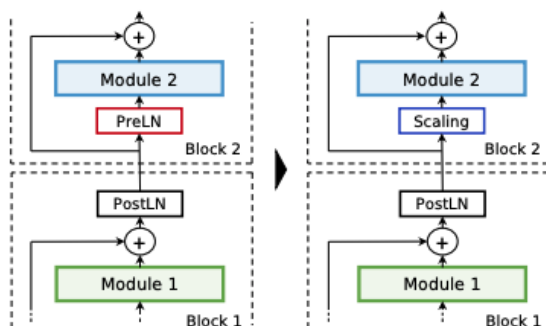 +
Module 2
PreLN
Block 2
PostLN
+
Module 1
Block 1
+
Module 2
Scaling
Block 2
PostLN
+
Module 1
Block 1